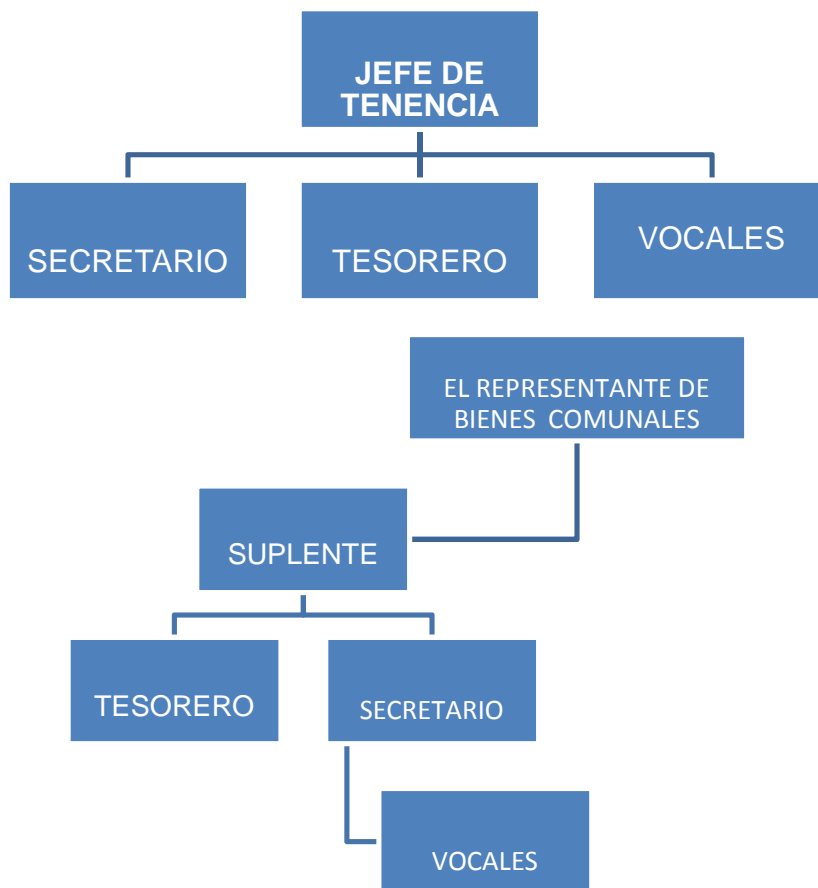 JEFE DE
TENENCIA
SECRETARIO
TESORERO
VOCALES
EL REPRESENTANTE DE
BIENES COMUNALES
SUPLENTE
TESORERO
SECRETARIO
VOCALES